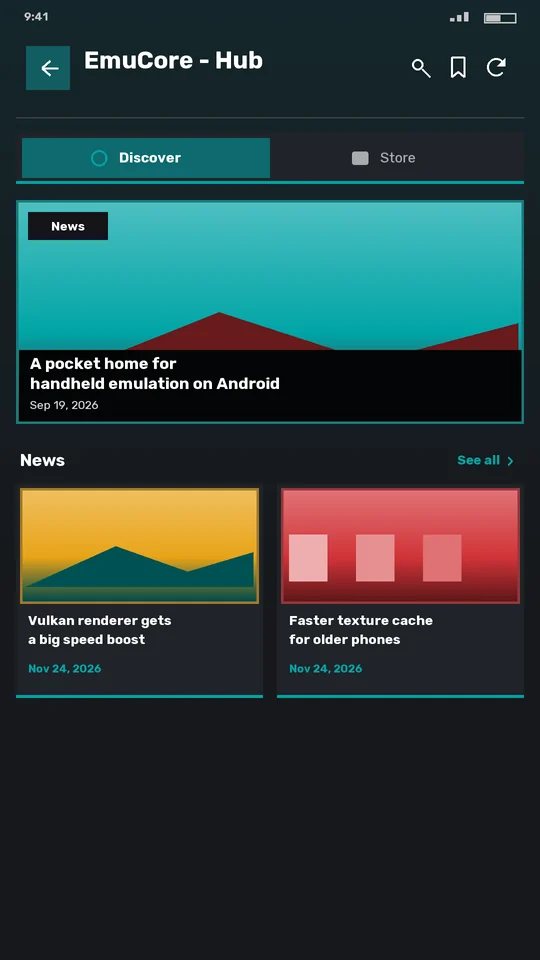 9:41
EmuCore - Hub
Discover
Store
News
A pocket home for
handheld emulation on Android
Sep 19, 2026
News
See all
Vulkan renderer gets
a big speed boost
Nov 24, 2026
Faster texture cache
for older phones
Nov 24, 2026